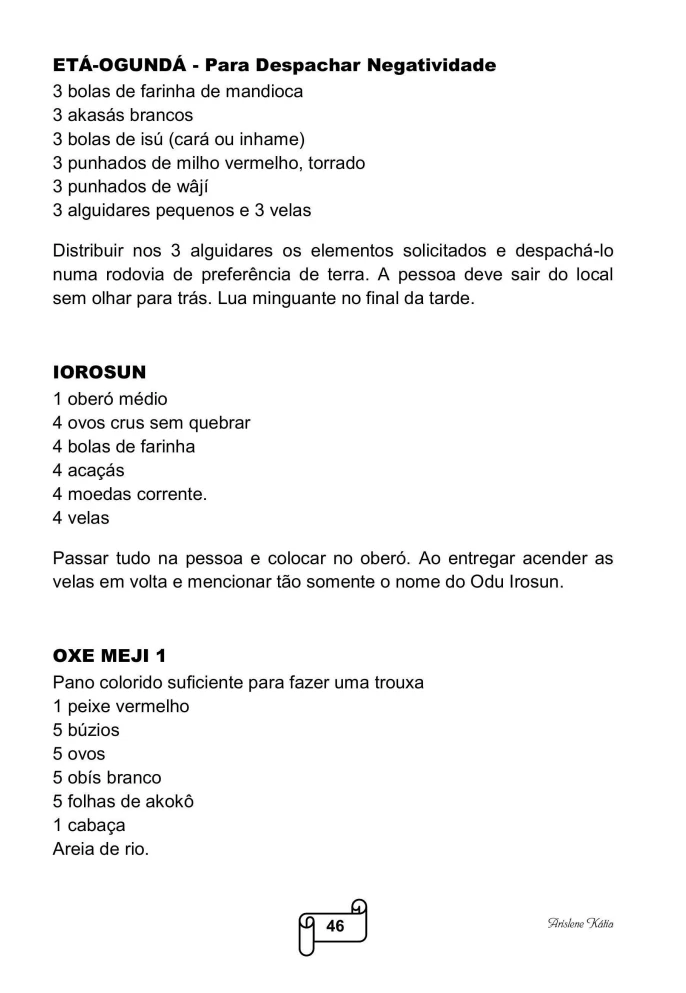 ETÁ-OGUNDÁ - Para Despachar Negatividade
3 bolas de farinha de mandioca
3 akasás brancos
3 bolas de isú (cará ou inhame)
3 punhados de milho vermelho, torrado
3 punhados de wâjí
3 alguidares pequenos e 3 velas
Distribuir nos 3 alguidares os elementos solicitados e despachá-lo
numa rodovia de preferência de terra. A pessoa deve sair do local
sem olhar para trás. Lua minguante no final da tarde.
IOROSUN
1 oberó médio
4 ovos crus sem quebrar
4 bolas de farinha
4 acaçás
4 moedas corrente.
4 velas
Passar tudo na pessoa e colocar no oberó. Ao entregar acender as
velas em volta e mencionar tão somente o nome do Odu Irosun.
OXE MEJI 1
Pano colorido suficiente para fazer uma trouxa
1 peixe vermelho
5 búzios
5 ovos
5 obís branco
5 folhas de akokô
1 cabaça
Areia de rio.
46
Arislene Kátia